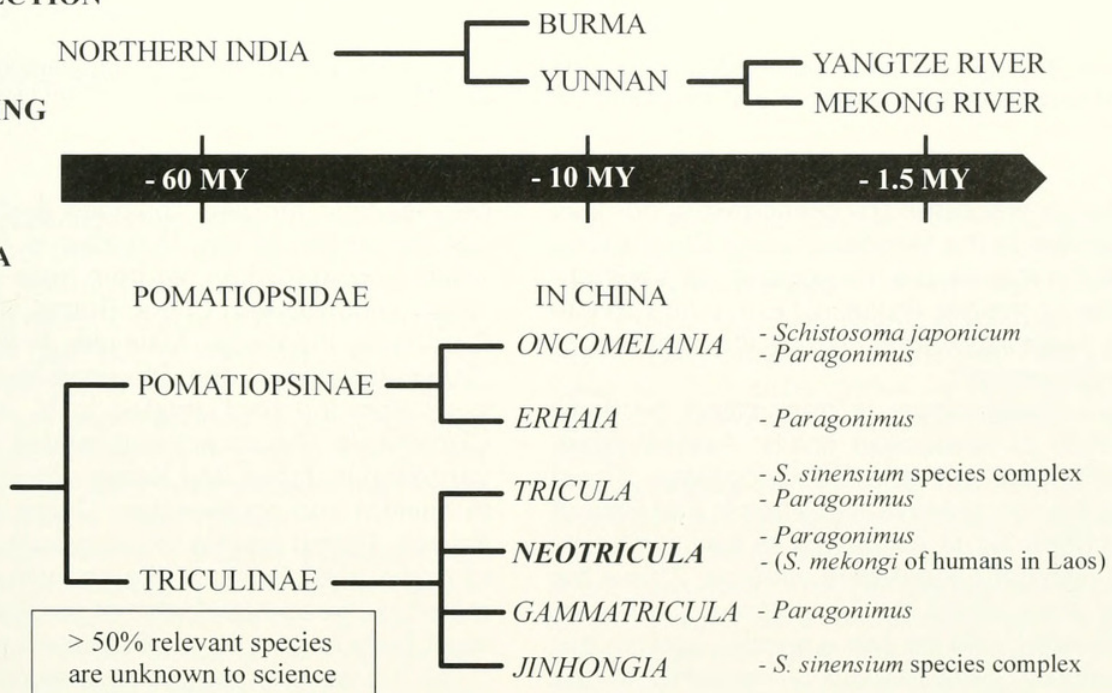 BURMA
NORTHERN INDIA
YUNNAN
YANGTZE RIVER
MEKONG RIVER
- 60 MY
- 10 MY
- 1.5 MY
POMATIOPSIDAE
IN CHINA
ONCOMELANIA
- Schistosoma japonicum
- Paragonimus
POMATIOPSINAE
ERHAIA
- Paragonimus
TRICULA
- S. sinensium species complex
- Paragonimus
NEOTRICULA
- Paragonimus
- (S. mekongi of humans in Laos)
TRICULINAE
GAMMATRICULA
- Paragonimus
JINHONGIA
- S. sinensium species complex
> 50% relevant species
are unknown to science